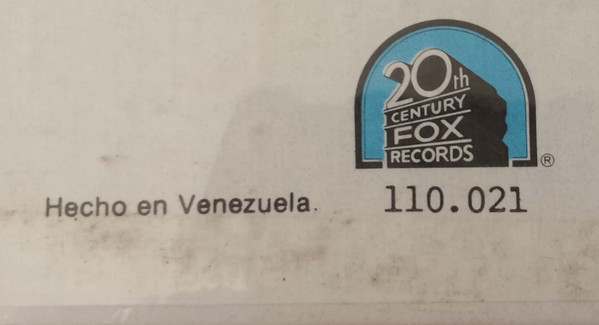 20th
CENTURY
FOX
RECORDS
®
Hecho en Venezuela.
110.021